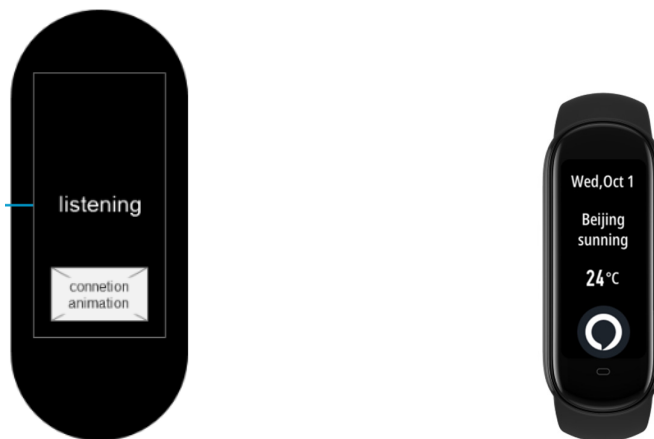 listening
connetion
animation
Wed,Oct 1
Beijing
sunning
24°C